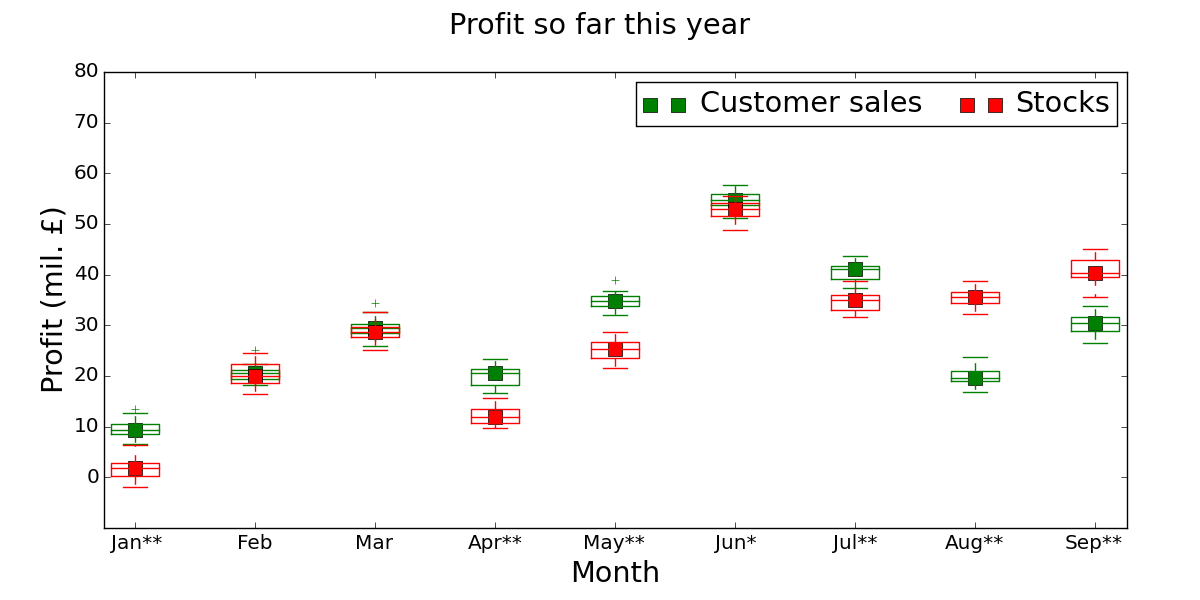 Profit so far this year
Customer sales Stocks
80
70
60
50
40
30
20
10
0
Profit (mil. £)
Jan** Feb Mar Apr** May** Jun* Jul** Aug** Sep**
Month